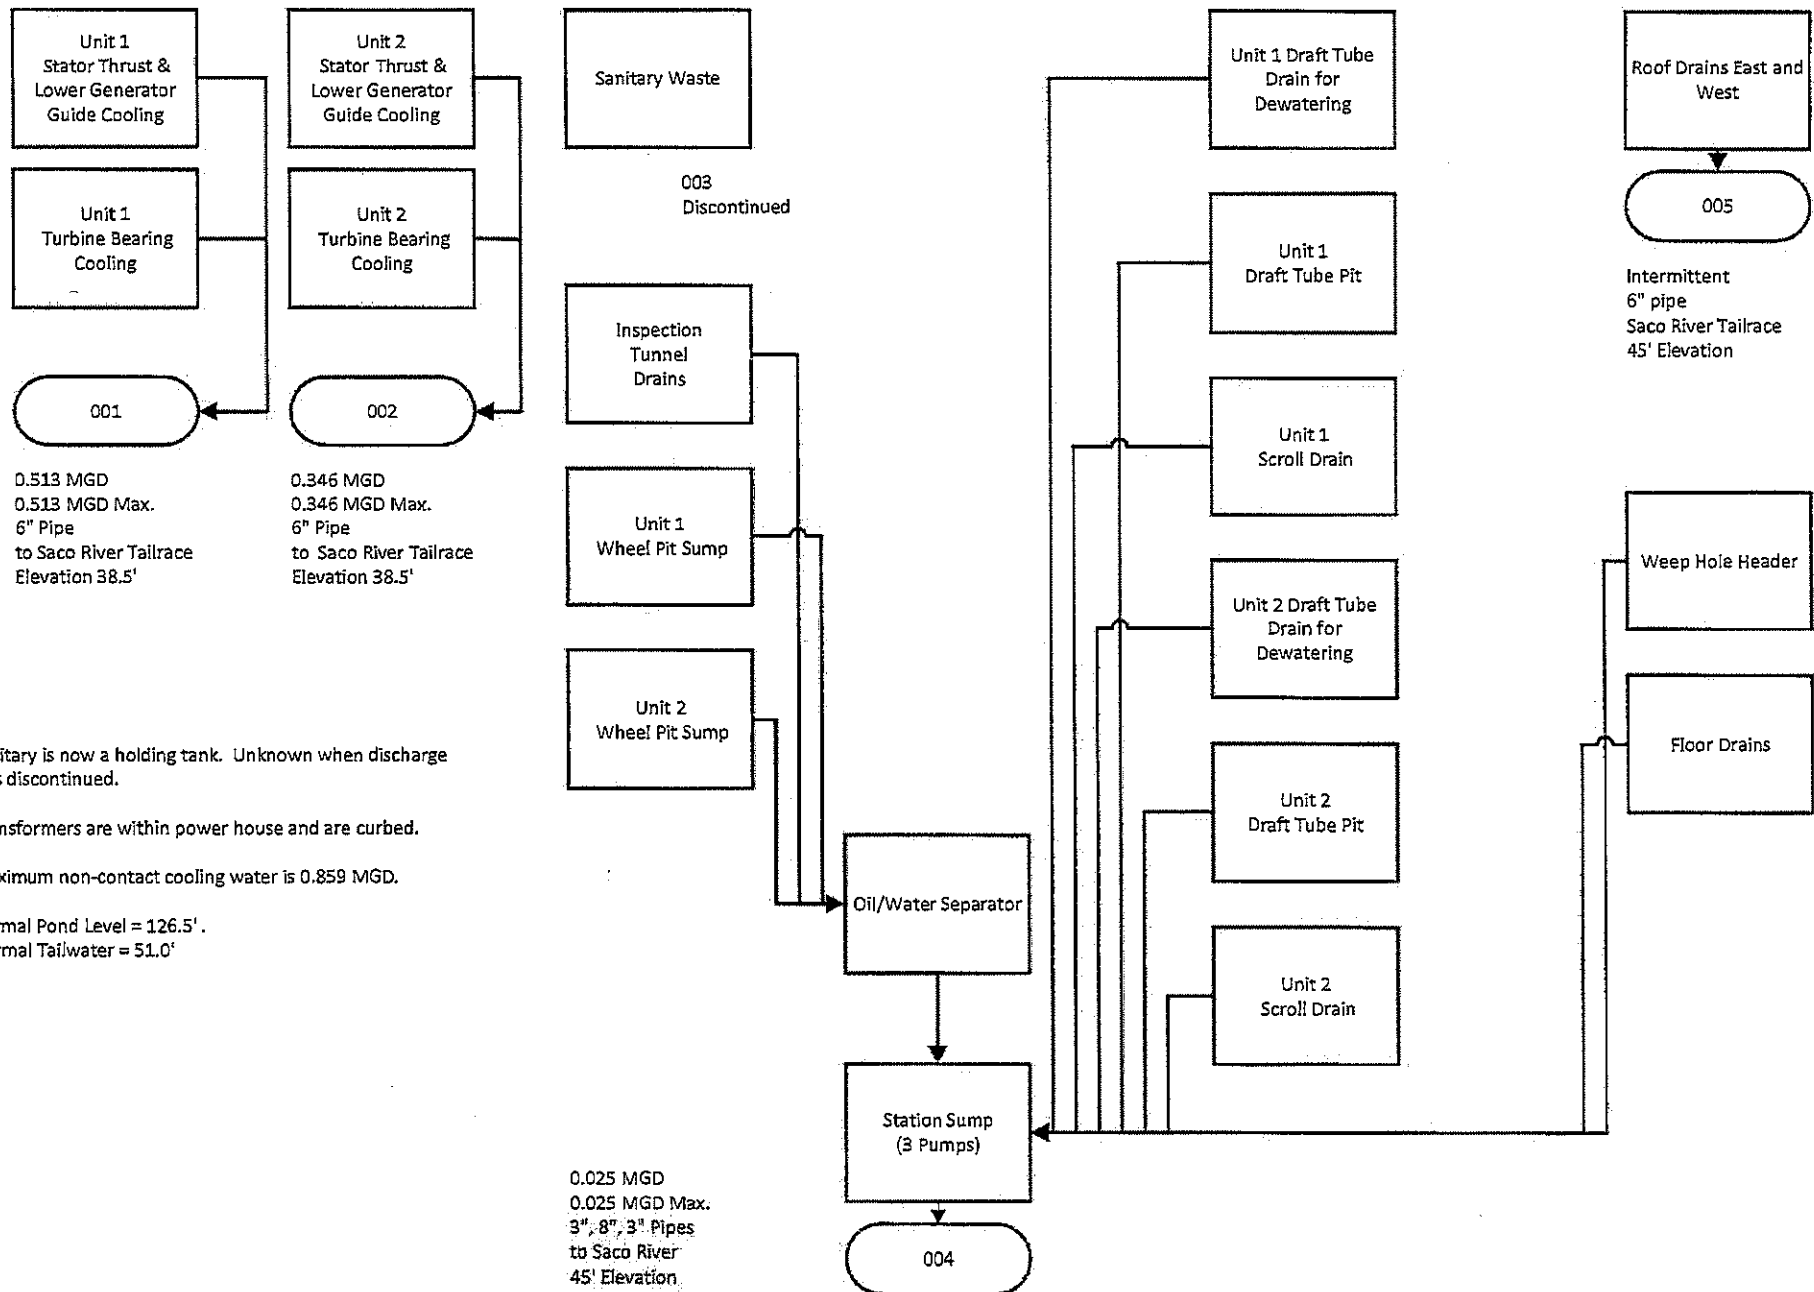 Unit 1
Stator Thrust &
Lower Generator
Guide Cooling
Unit 2
Stator Thrust &
Lower Generator
Guide Cooling
Sanitary Waste
Unit 1 Draft Tube
Drain for
Dewatering
Roof Drains East and
West
Unit 1
Turbine Bearing
Cooling
Unit 2
Turbine Bearing
Cooling
003
Discontinued
Unit 1
Draft Tube Pit
005
Intermittent
6" pipe
Saco River Tailrace
45' Elevation
Inspection
Tunnel
Drains
001
002
0.513 MGD
0.513 MGD Max.
6" Pipe
to Saco River Tailrace
Elevation 38.5'
0.346 MGD
0.346 MGD Max.
6" Pipe
to Saco River Tailrace
Elevation 38.5'
Unit 1
Scroll Drain
Unit 1
Wheel Pit Sump
Weep Hole Header
Unit 2 Draft Tube
Drain for
Dewatering
Unit 2
Wheel Pit Sump
Floor Drains
itary is now a holding tank. Unknown when discharge
s discontinued.
nsformers are within power house and are curbed.
ximum non-contact cooling water is 0.859 MGD.
rmal Pond Level = 126.5'.
rmal Tailwater = 51.0'
Unit 2
Draft Tube Pit
Oil/Water Separator
Unit 2
Scroll Drain
Station Sump
(3 Pumps)
0.025 MGD
0.025 MGD Max.
3", 8", 3" Pipes
to Saco River
45' Elevation
004